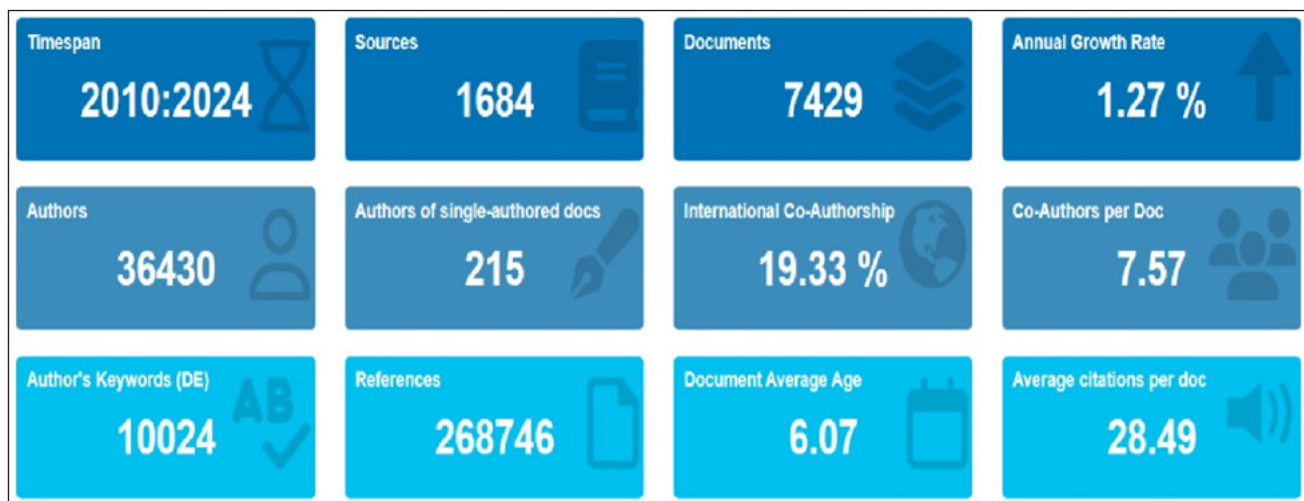 Timespan
2010:2024
Sources
1684
Documents
7429
Annual Growth Rate
1.27 %
Authors
36430
Authors of single-authored docs
215
International Co-Authorship
19.33 %
Co-Authors per Doc
7.57
Author's Keywords (DE)
10024
AB
References
268746
Document Average Age
6.07
Average citations per doc
28.49